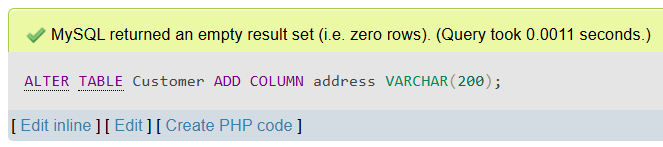 MySQL returned an empty result set (i.e. zero rows). (Query took 0.0011 seconds.)
ALTER TABLE Customer ADD COLUMN address VARCHAR(200);
[ Edit inline ] [ Edit ] [ Create PHP code ]